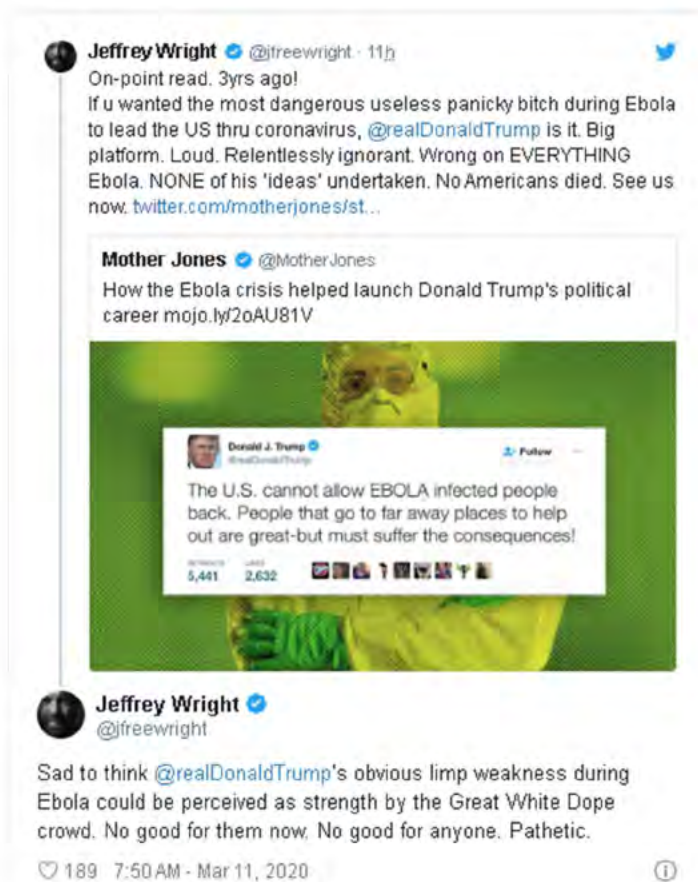 Jeffrey Wright @jfreewright · 11h
On-point read. 3yrs ago!
If u wanted the most dangerous useless panicky bitch during Ebola
to lead the US thru coronavirus, @realDonaldTrump is it. Big
platform. Loud. Relentlessly ignorant. Wrong on EVERYTHING
Ebola. NONE of his 'ideas' undertaken. No Americans died. See us
now. twitter.com/motherjones/st...
Mother Jones @MotherJones
How the Ebola crisis helped launch Donald Trump's political
career mojo.ly/2oAU81V
Donald J. Trump
@realDonaldTrump
Follow
The U.S. cannot allow EBOLA infected people
back. People that go to far away places to help
out are great-but must suffer the consequences!
RETWEETS LIKES
5,441 2,632
Jeffrey Wright
@jfreewright
Sad to think @realDonaldTrump's obvious limp weakness during
Ebola could be perceived as strength by the Great White Dope
crowd. No good for them now. No good for anyone. Pathetic.
189 7:50 AM - Mar 11, 2020